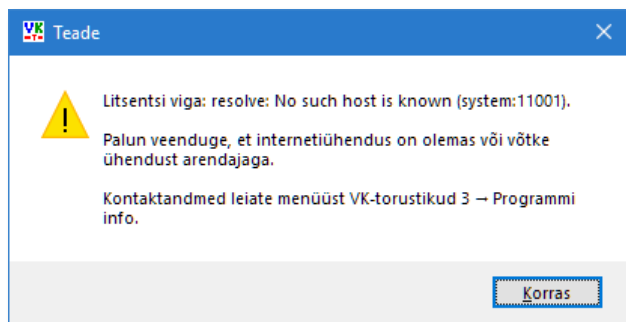 VK
-T-
Teade
Litsentsi viga: resolve: No such host is known (system:11001).
Palun veenduge, et internetiühendus on olemas või võtke
ühendust arendajaga.
Kontaktandmed leiate menüüst VK-torustikud 3 → Programmi
info.
Korras